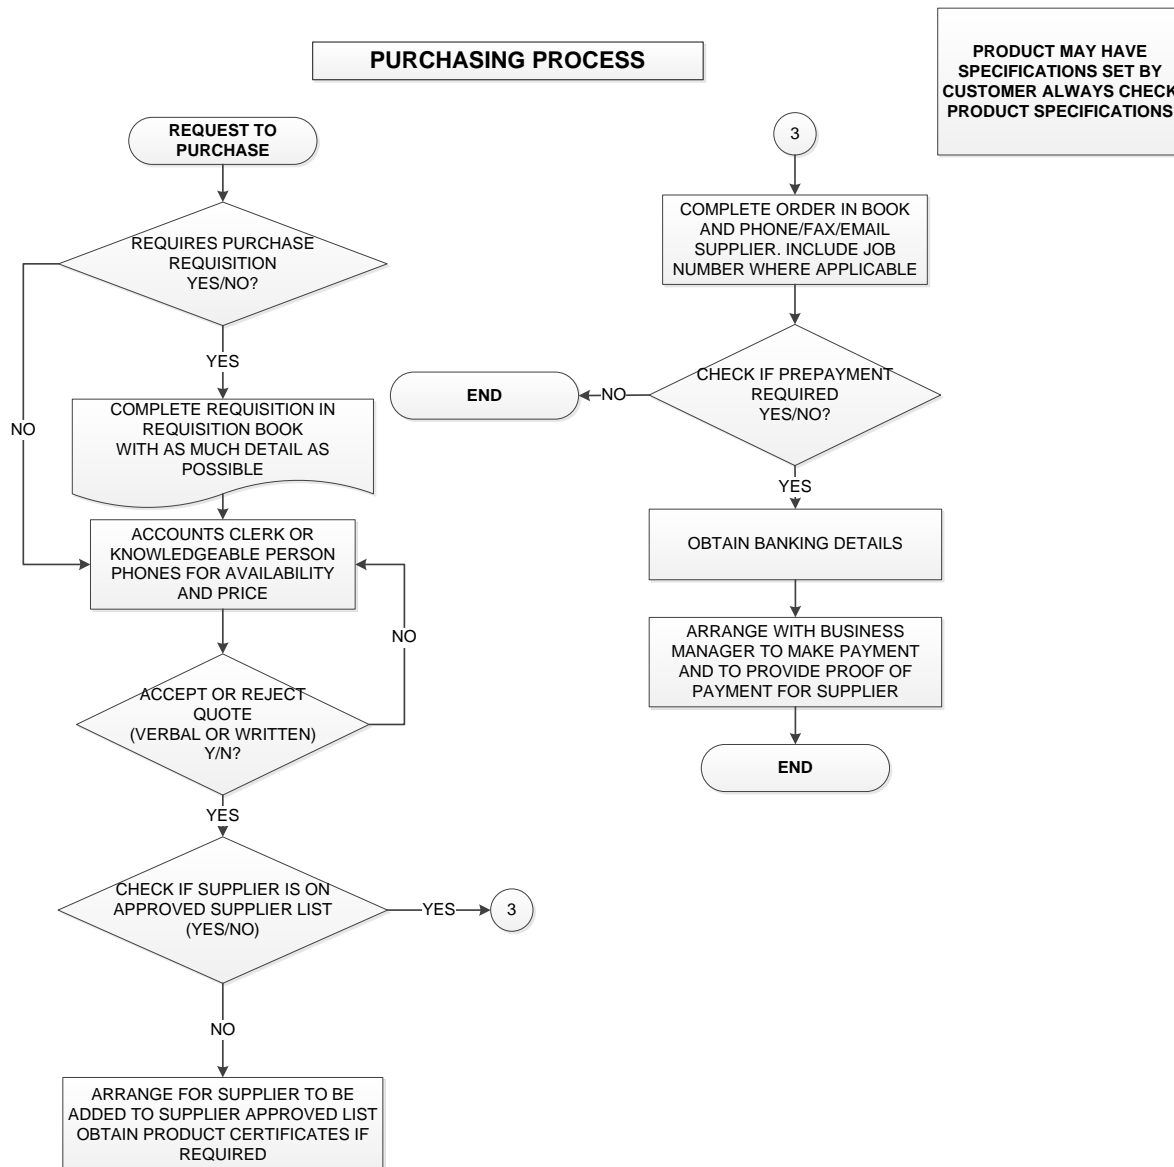 PURCHASING PROCESS
PRODUCT MAY HAVE
SPECIFICATIONS SET BY
CUSTOMER ALWAYS CHECK
PRODUCT SPECIFICATIONS
REQUEST TO
PURCHASE
REQUIRES PURCHASE
REQUISITION
YES/NO?
YES
NO
COMPLETE REQUISITION IN
REQUISITION BOOK
WITH AS MUCH DETAIL AS
POSSIBLE
ACCOUNTS CLERK OR
KNOWLEDGEABLE PERSON
PHONES FOR AVAILABILITY
AND PRICE
NO
ACCEPT OR REJECT
QUOTE
(VERBAL OR WRITTEN)
Y/N?
YES
CHECK IF SUPPLIER IS ON
APPROVED SUPPLIER LIST
(YES/NO)
YES
3
NO
ARRANGE FOR SUPPLIER TO BE
ADDED TO SUPPLIER APPROVED LIST
OBTAIN PRODUCT CERTIFICATES IF
REQUIRED
3
COMPLETE ORDER IN BOOK
AND PHONE/FAX/EMAIL
SUPPLIER. INCLUDE JOB
NUMBER WHERE APPLICABLE
CHECK IF PREPAYMENT
REQUIRED
YES/NO?
NO
END
YES
OBTAIN BANKING DETAILS
ARRANGE WITH BUSINESS
MANAGER TO MAKE PAYMENT
AND TO PROVIDE PROOF OF
PAYMENT FOR SUPPLIER
END